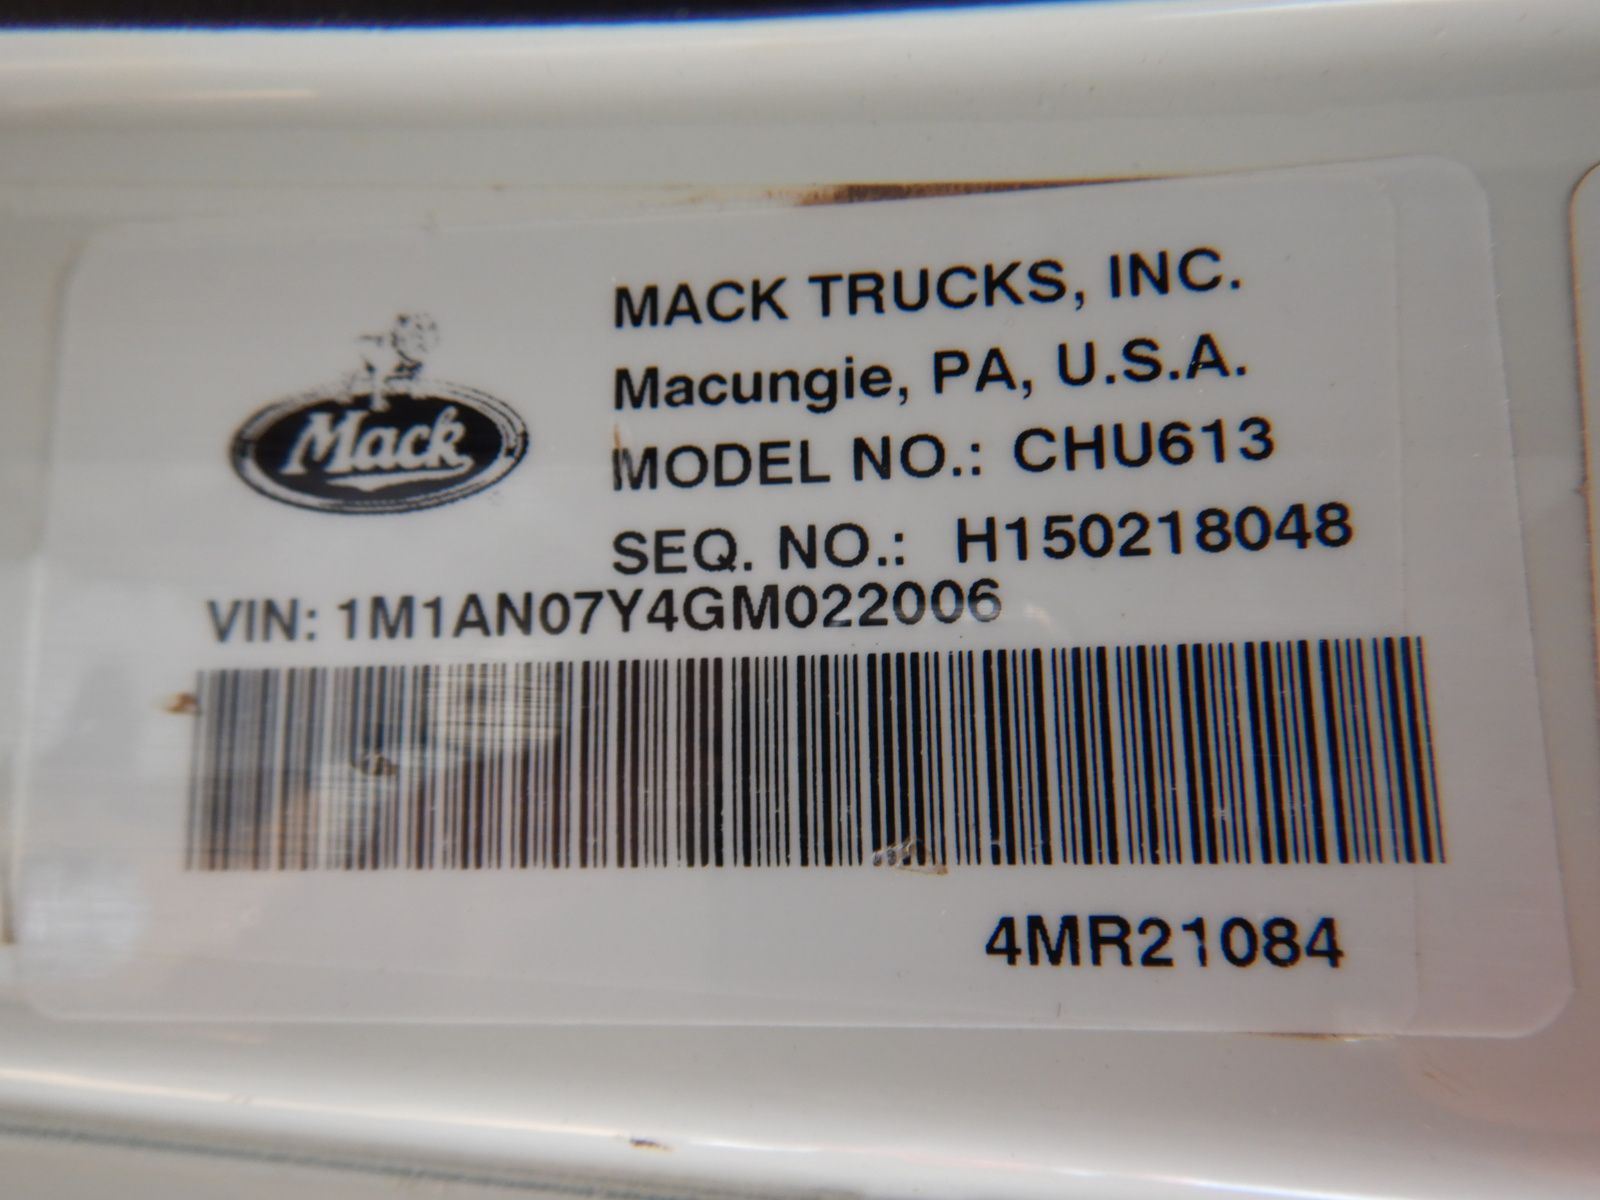 Mack
MACK TRUCKS, INC.
Macungie, PA, U.S.A.
MODEL NO.: CHU613
SEQ. NO.: H150218048
VIN: 1M1AN07Y4GM022006
4MR21084